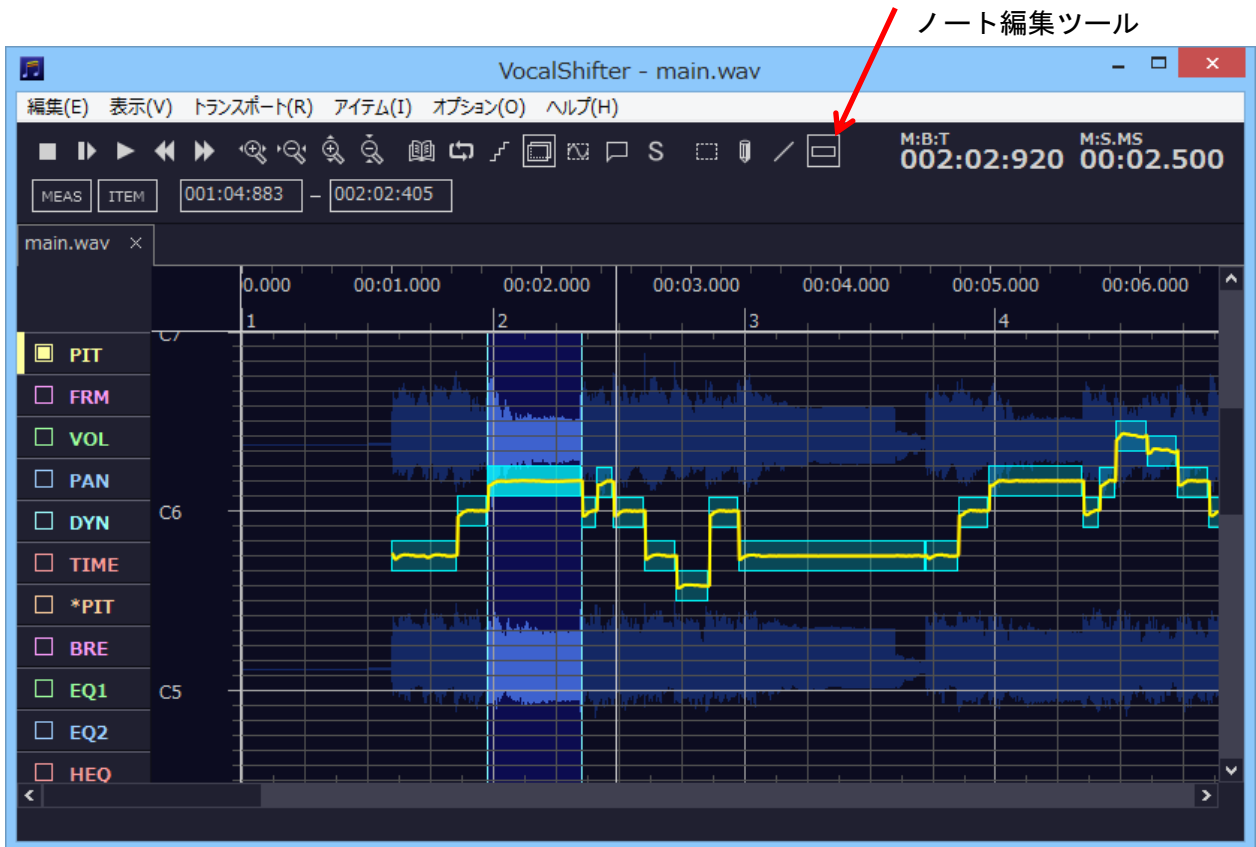 ノート編集ツール
VocalShifter - main.wav
編集(E) 表示(V) トランスポート(R) アイテム(I) オプション(O) ヘルプ(H)
S
M:B:T M:S.MS
002:02:920 00:02.500
MEAS ITEM 001:04:883 – 002:02:405
main.wav ×
0.000 00:01.000 00:02.000 00:03.000 00:04.000 00:05.000 00:06.000
1 2 3 4
C7
PIT
FRM
VOL
PAN
C6
DYN
TIME
*PIT
BRE
EQ1
C5
EQ2
HEQ